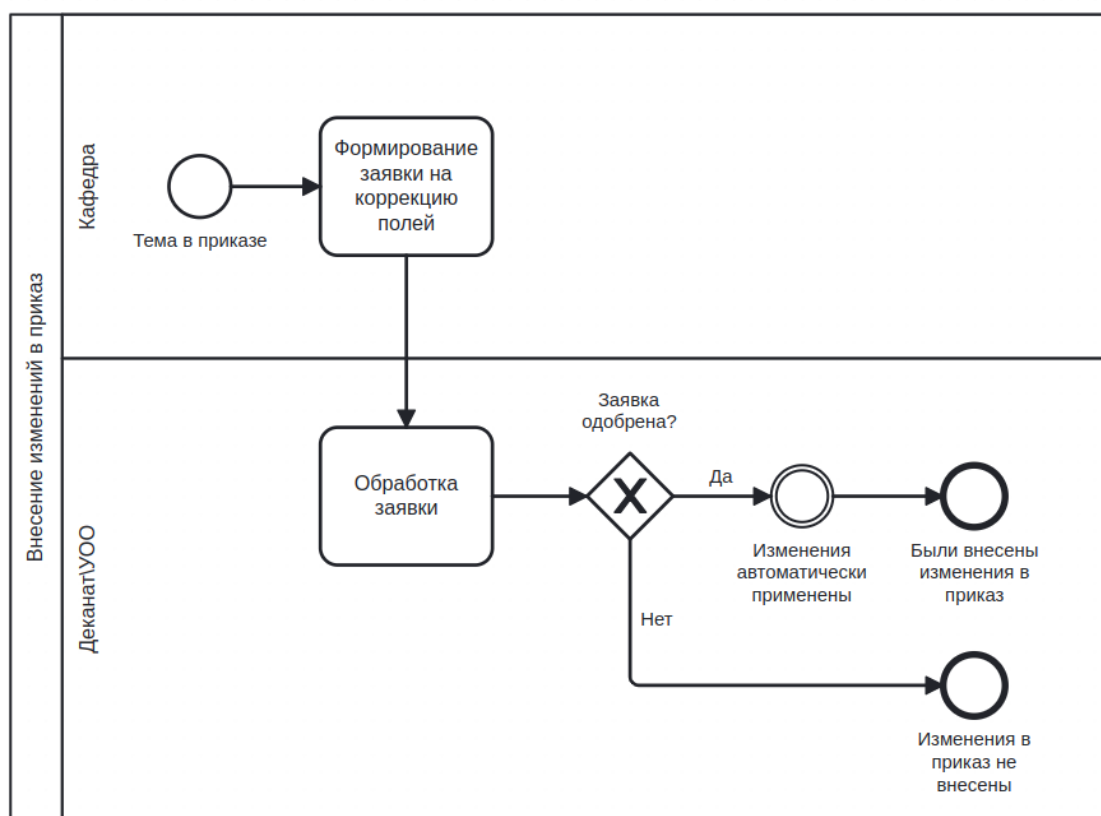 Внесение изменений в приказ
Кафедра
Тема в приказе
Формирование
заявки на
коррекцию
полей
Деканат\УОО
Обработка
заявки
Заявка
одобрена?
Да
Нет
Изменения
автоматически
применены
Были внесены
изменения в
приказ
Изменения в
приказ не
внесены